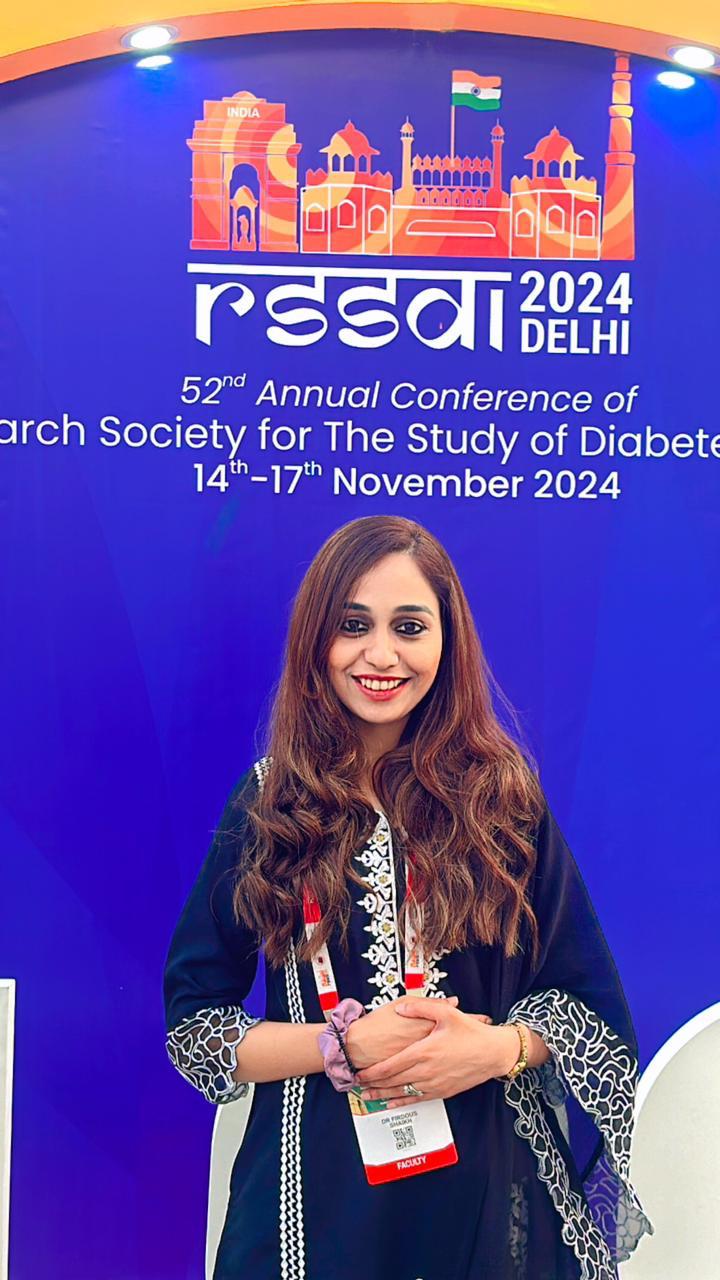 INDIA
rssdi 2024
DELHI
52nd Annual Conference of
arch Society for The Study of Diabete
14th-17th November 2024
DR FIRDOUS
SHAIKH
FACULTY